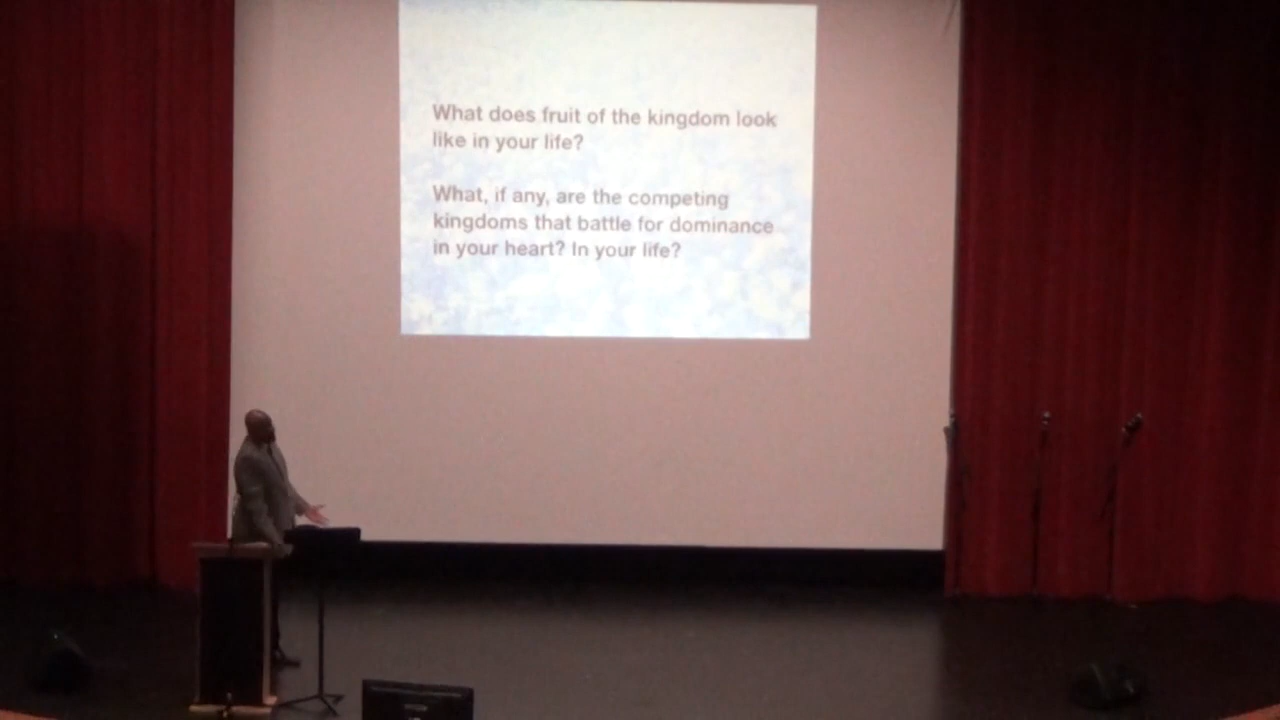 What does fruit of the kingdom look
like in your life?
What, if any, are the competing
kingdoms that battle for dominance
in your heart? In your life?